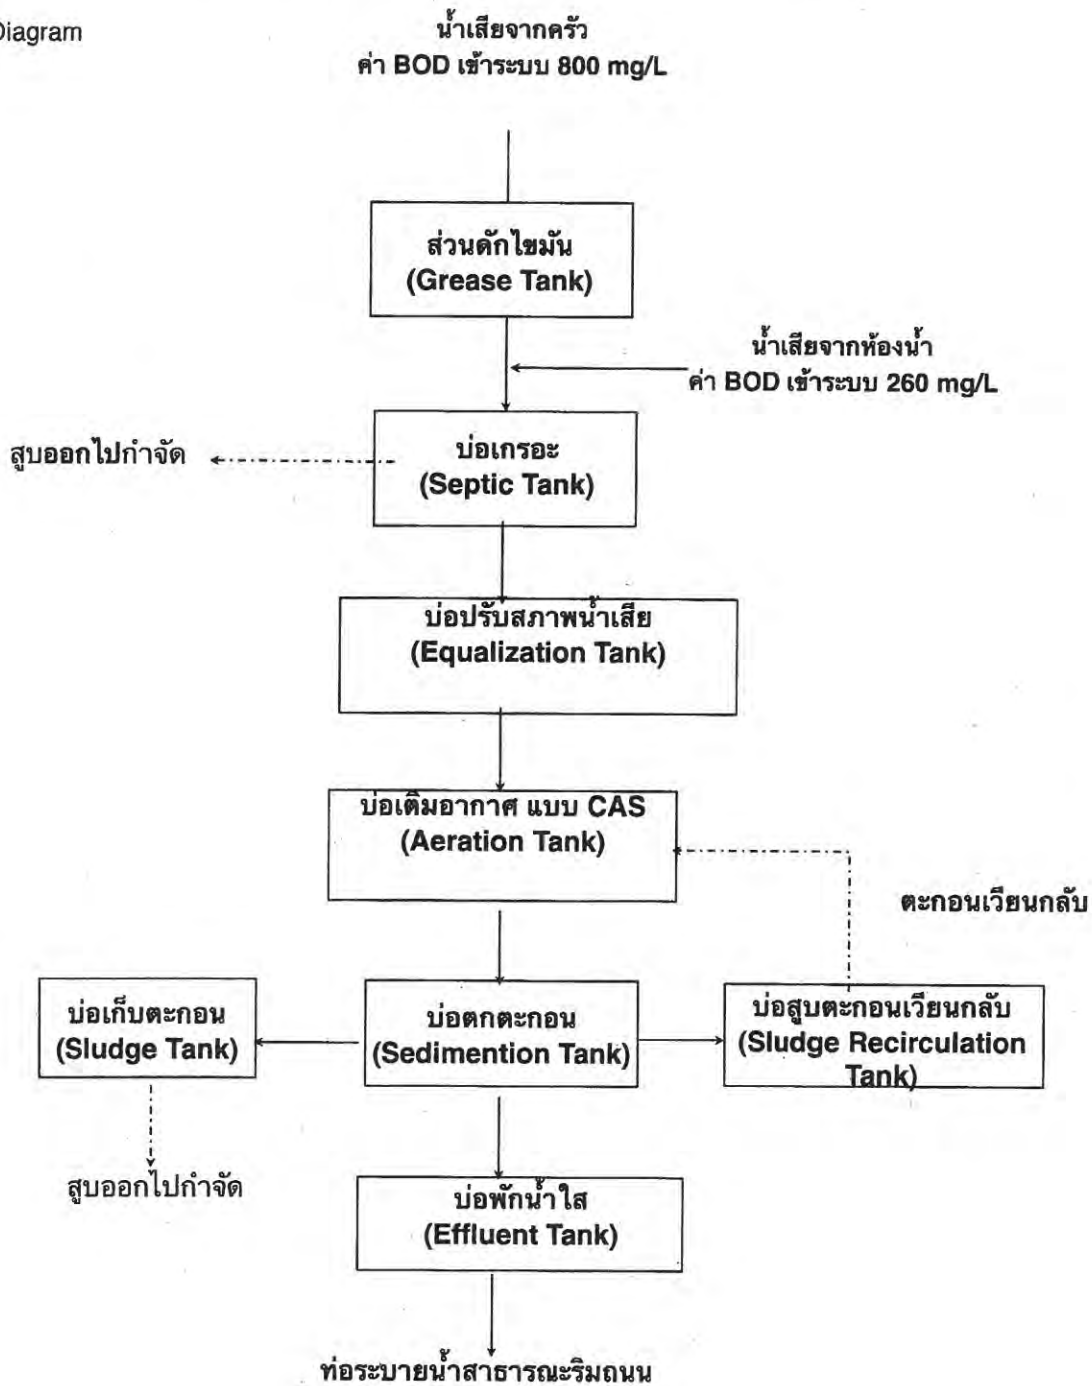 Diagram
น้ำเสียจากครัว
ค่า BOD เข้าระบบ 800 mg/L
ส่วนดักไขมัน
(Grease Tank)
น้ำเสียจากห้องน้ำ
ค่า BOD เข้าระบบ 260 mg/L
สูบออกไปกำจัด
บ่อเกรอะ
(Septic Tank)
บ่อปรับสภาพน้ำเสีย
(Equalization Tank)
บ่อเติมอากาศ แบบ CAS
(Aeration Tank)
ตะกอนเวียนกลับ
บ่อเก็บตะกอน
(Sludge Tank)
บ่อตกตะกอน
(Sedimention Tank)
บ่อสูบตะกอนเวียนกลับ
(Sludge Recirculation
Tank)
สูบออกไปกำจัด
บ่อพักน้ำใส
(Effluent Tank)
ท่อระบายน้ำสาธารณะริมถนน